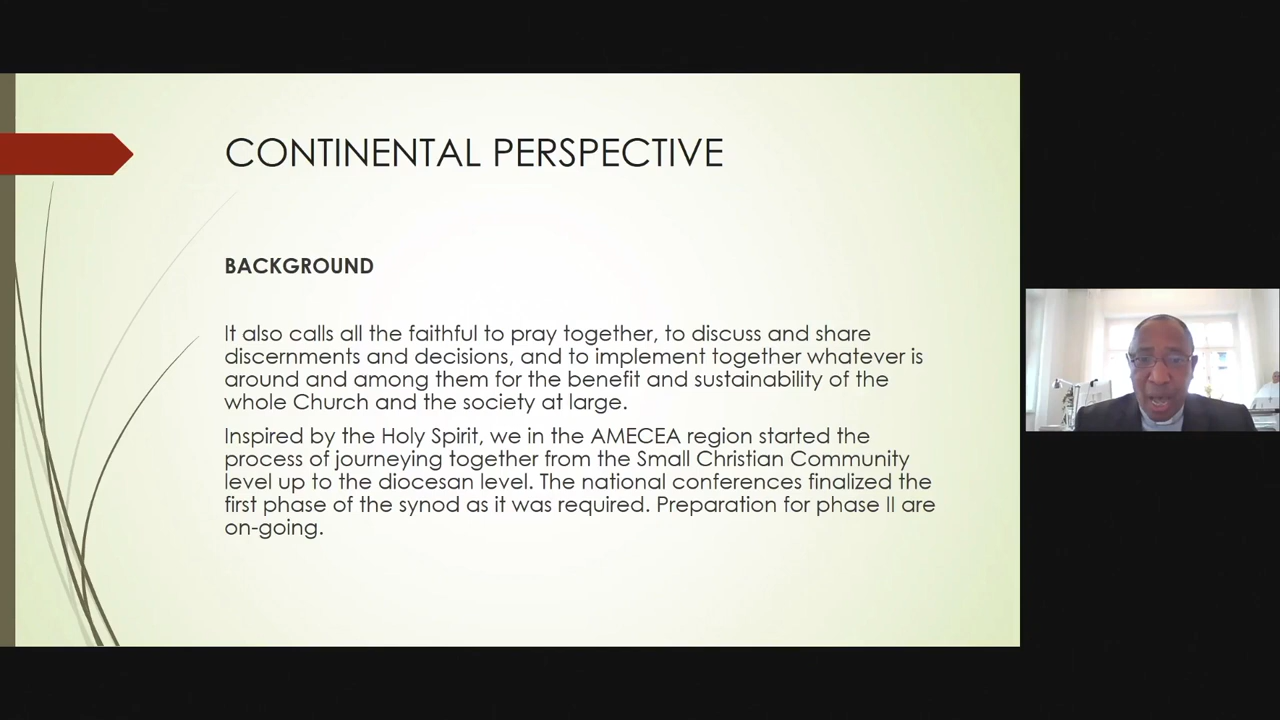 CONTINENTAL PERSPECTIVE
BACKGROUND
It also calls all the faithful to pray together, to discuss and share
discernments and decisions, and to implement together whatever is
around and among them for the benefit and sustainability of the
whole Church and the society at large.
Inspired by the Holy Spirit, we in the AMECEA region started the
process of journeying together from the Small Christian Community
level up to the diocesan level. The national conferences finalized the
first phase of the synod as it was required. Preparation for phase II are
on-going.